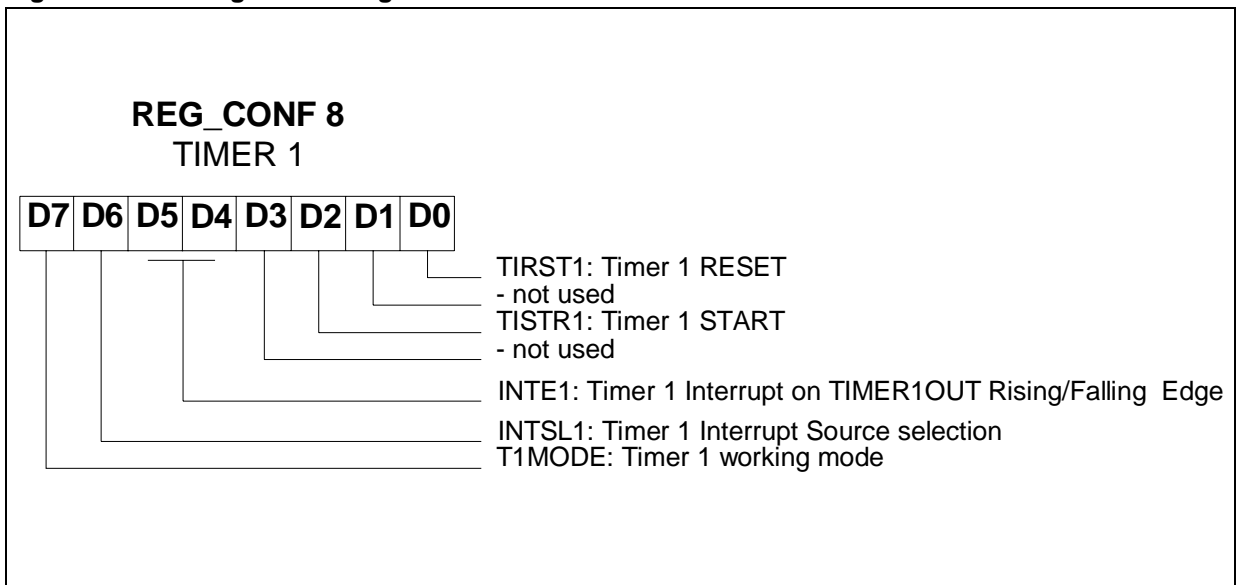 REG_CONF 8
TIMER 1
D7 D6 D5 D4 D3 D2 D1 D0
TIRST1: Timer 1 RESET
- not used
TISTR1: Timer 1 START
- not used
INTE1: Timer 1 Interrupt on TIMER1OUT Rising/Falling Edge
INTSL1: Timer 1 Interrupt Source selection
T1MODE: Timer 1 working mode